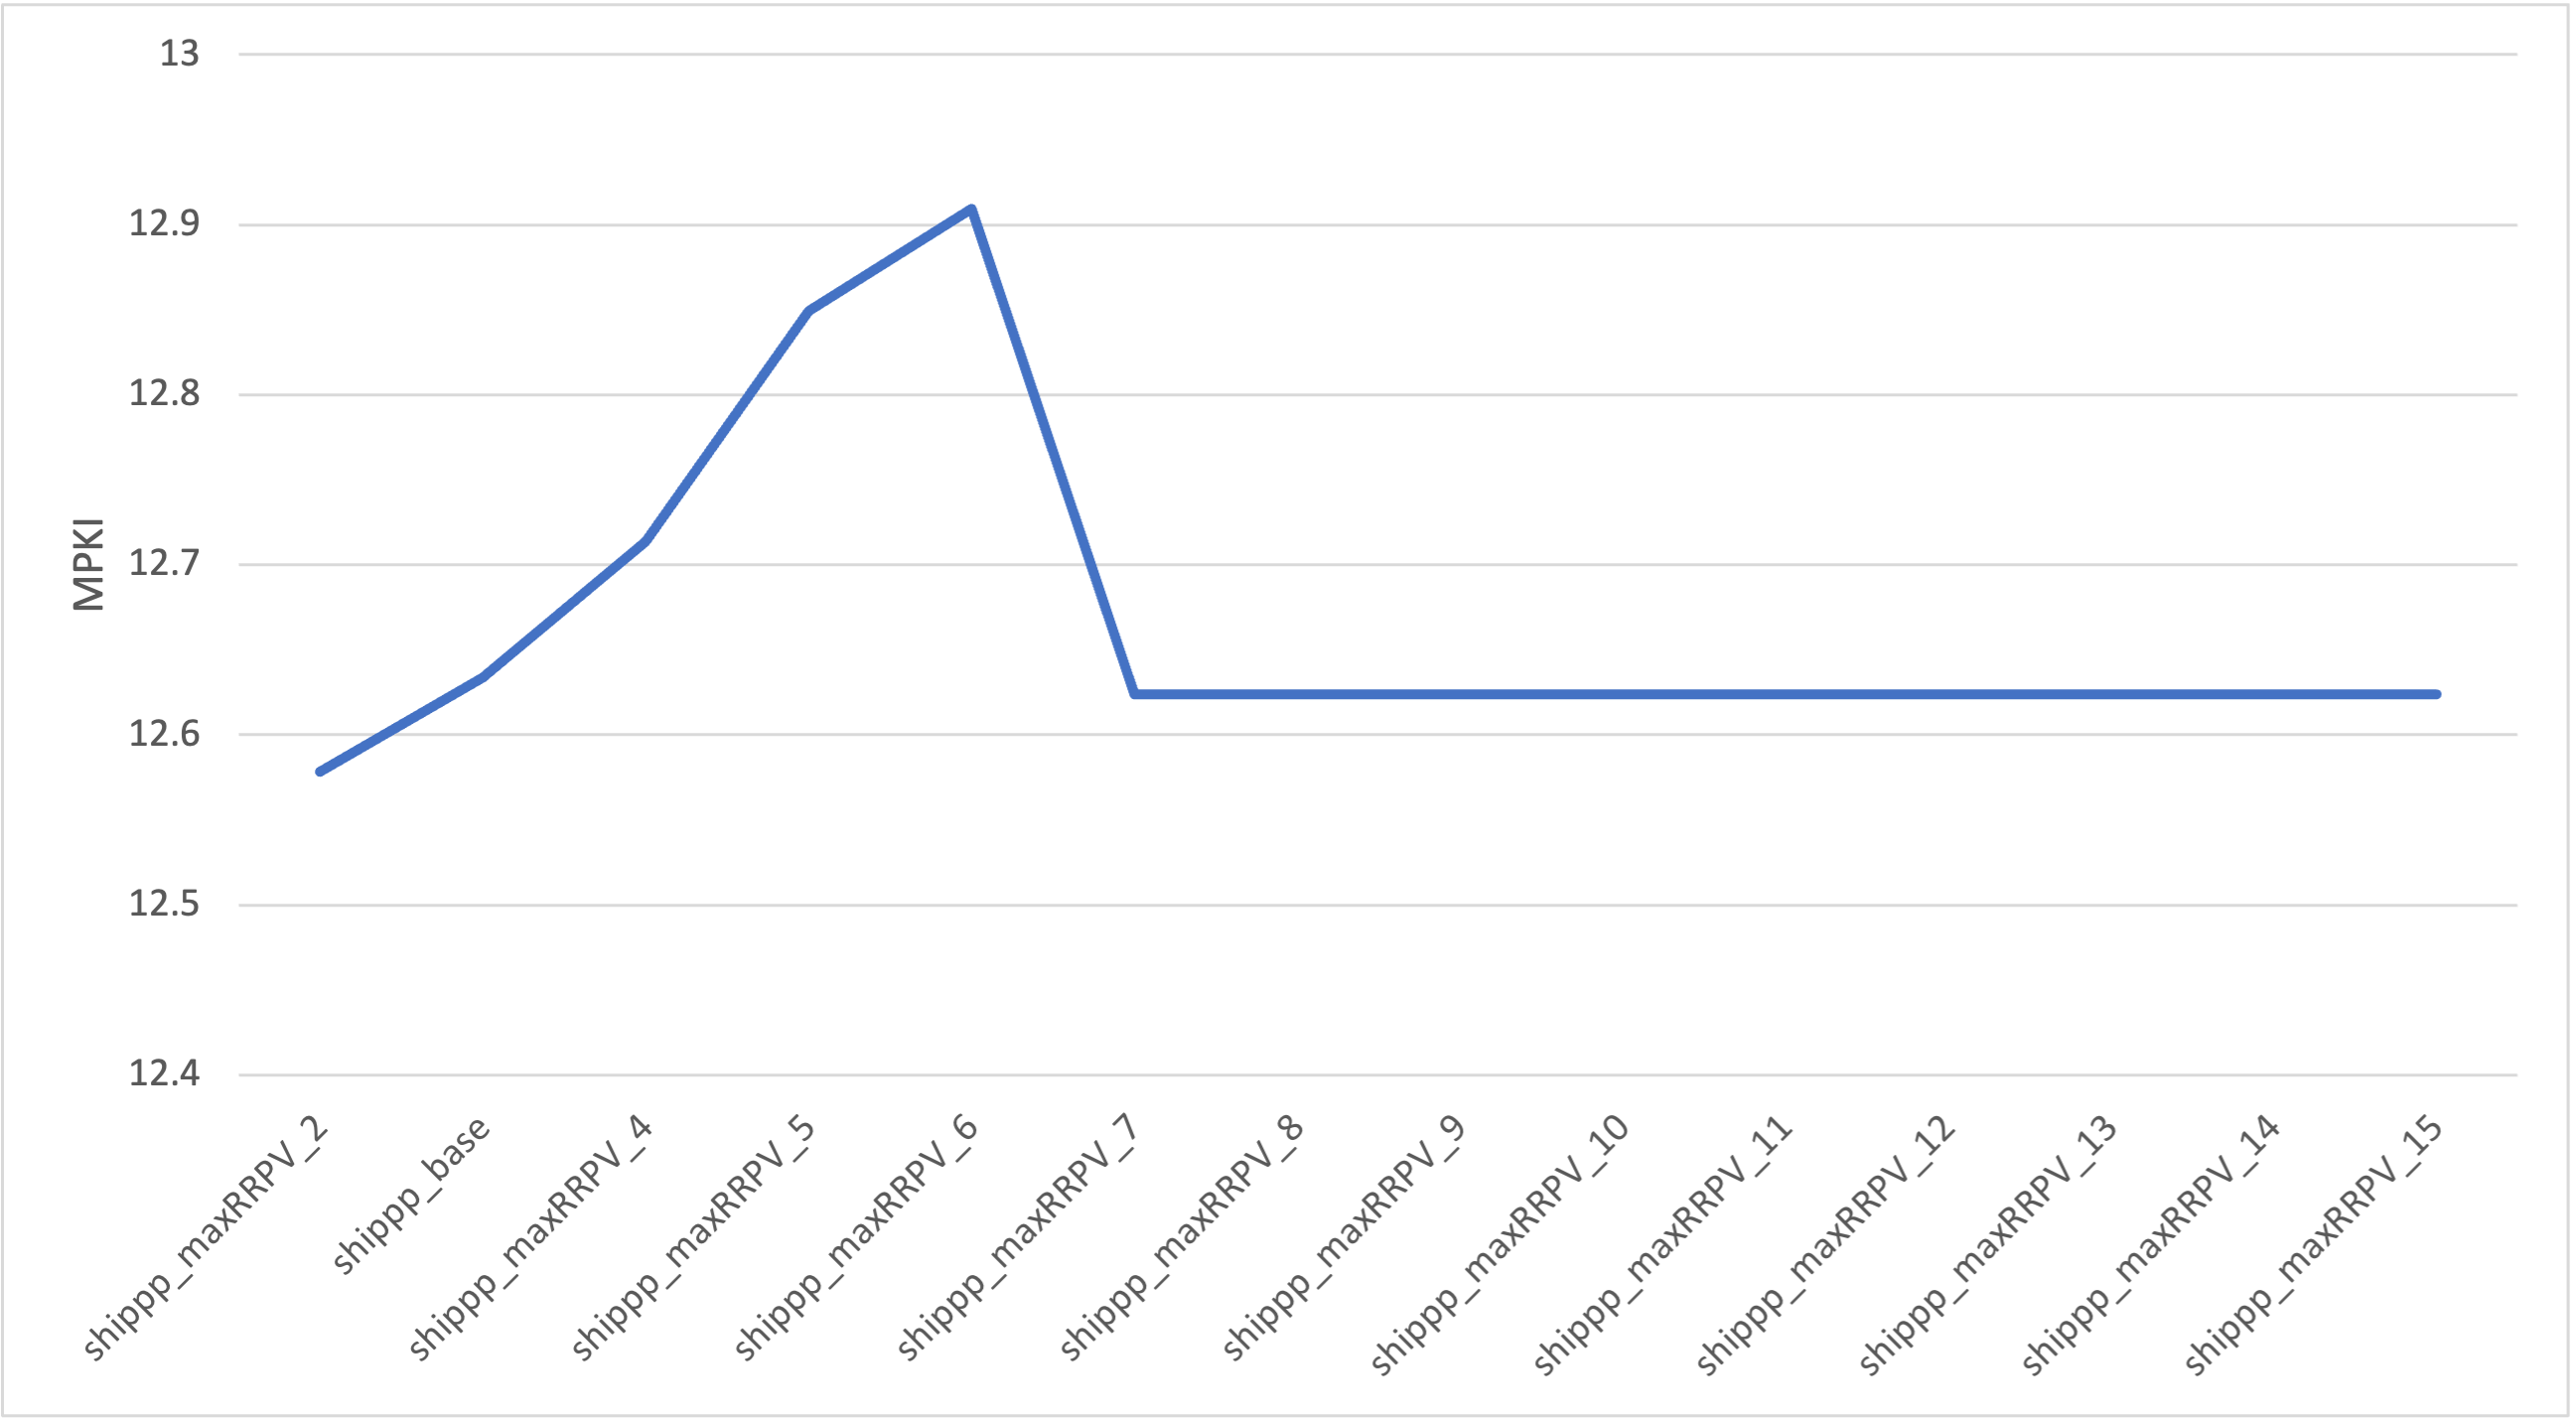 13
12.9
12.8
12.7
12.6
12.5
12.4
MPKI
shippp_maxRRPV_2
shippp_base
shippp_maxRRPV_4
shippp_maxRRPV_5
shippp_maxRRPV_6
shippp_maxRRPV_7
shippp_maxRRPV_8
shippp_maxRRPV_9
shippp_maxRRPV_10
shippp_maxRRPV_11
shippp_maxRRPV_12
shippp_maxRRPV_13
shippp_maxRRPV_14
shippp_maxRRPV_15